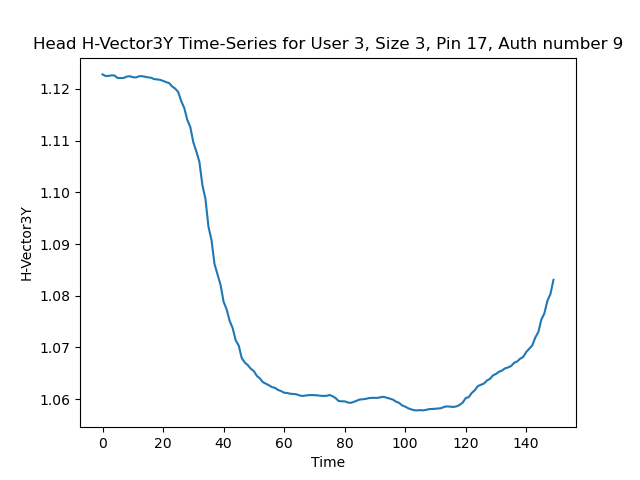 Head H-Vector3Y Time-Series for User 3, Size 3, Pin 17, Auth number 9
1.12
1.11
1.10
1.09
1.08
1.07
1.06
H-Vector3Y
0 20 40 60 80 100 120 140
Time